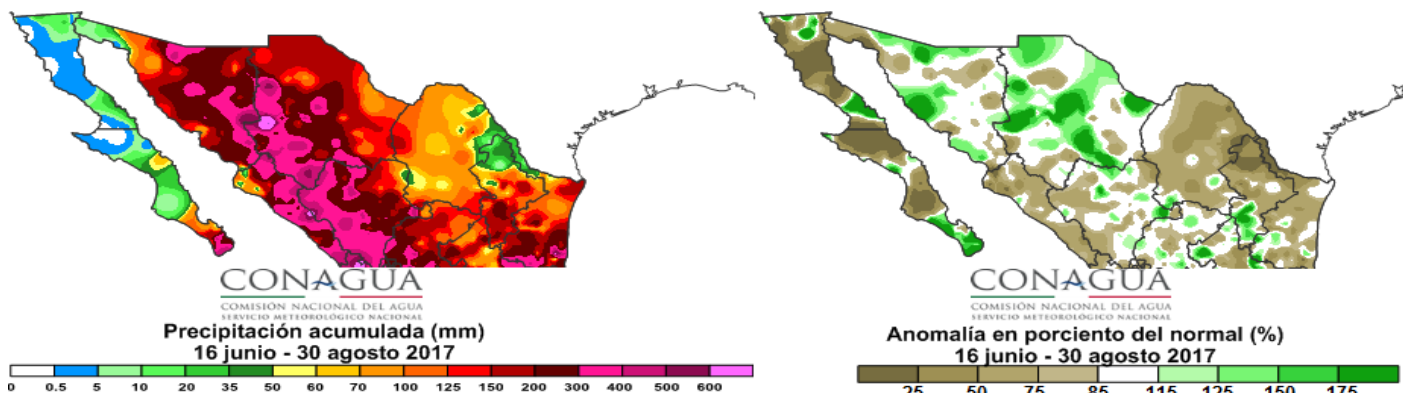 CONAGUA
COMISIÓN NACIONAL DEL AGUA
SERVICIO METEOROLÓGICO NACIONAL
Precipitación acumulada (mm)
16 junio - 30 agosto 2017
0 0.5 5 10 20 35 50 60 70 100 125 150 200 300 400 500 600
CONAGUA
COMISIÓN NACIONAL DEL AGUA
SERVICIO METEOROLÓGICO NACIONAL
Anomalía en porciento del normal (%)
16 junio - 30 agosto 2017
25 50 75 85 115 125 150 175